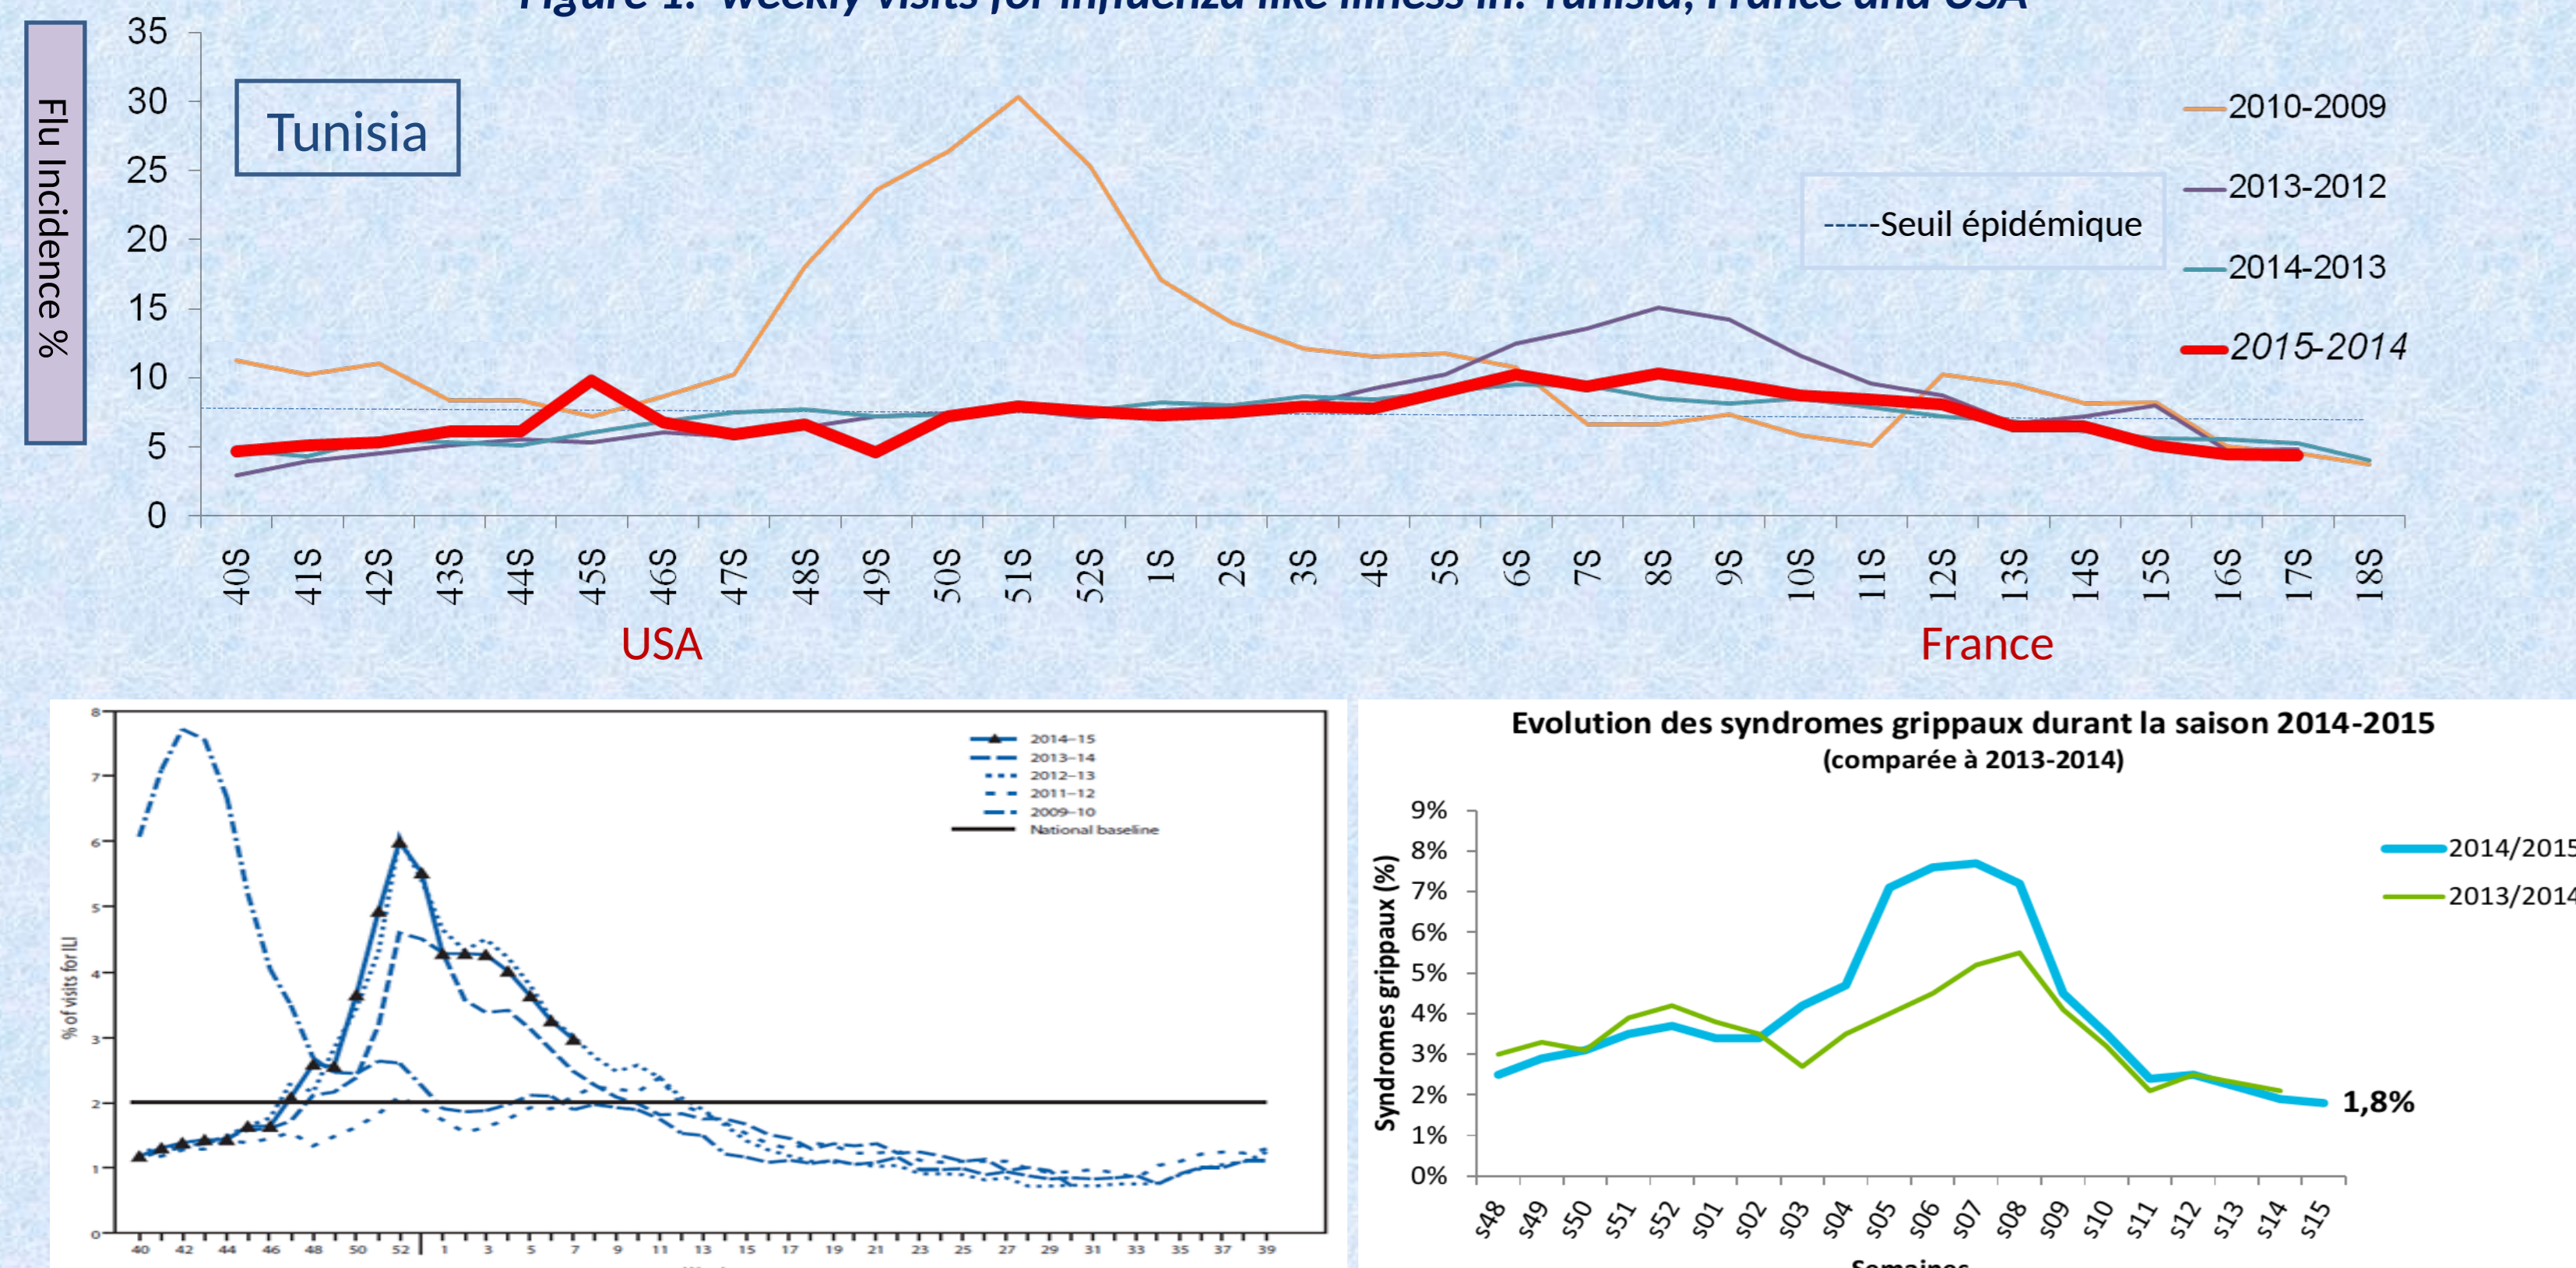 Figure 1: Weekly visits for influenza like illness in: Tunisia, France and USA
35
30
25
20
15
10
5
0
Flu Incidence %
Tunisia
2010-2009
2013-2012
2014-2013
2015-2014
-----Seuil épidémique
40S 41S 42S 43S 44S 45S 46S 47S 48S 49S 50S 51S 52S 1S 2S 3S 4S 5S 6S 7S 8S 9S 10S 11S 12S 13S 14S 15S 16S 17S 18S
USA
France
8
7
6
5
4
3
2
1
0
% of visits for ILI
2014–15
2013–14
2012–13
2011–12
2009–10
National baseline
40 42 44 46 48 50 52 1 3 5 7 9 11 13 15 17 19 21 23 25 27 29 31 33 35 37 39
Evolution des syndromes grippaux durant la saison 2014-2015
(comparée à 2013-2014)
9%
8%
7%
6%
5%
4%
3%
2%
1%
0%
Syndromes grippaux (%)
2014/2015
2013/2014
1,8%
s48 s49 s50 s51 s52 s01 s02 s03 s04 s05 s06 s07 s08 s09 s10 s11 s12 s13 s14 s15
Semaines